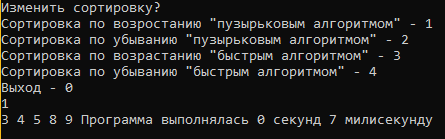 Изменить сортировку?
Сортировка по возростанию "пузырьковым алгоритмом" - 1
Сортировка по убыванию "пузырьковым алгоритмом" - 2
Сортировка по возрастанию "быстрым алгоритмом" - 3
Сортировка по убыванию "быстрым алгоритмом" - 4
Выход - 0
1
3 4 5 8 9 Программа выполнялась 0 секунд 7 милисекунду